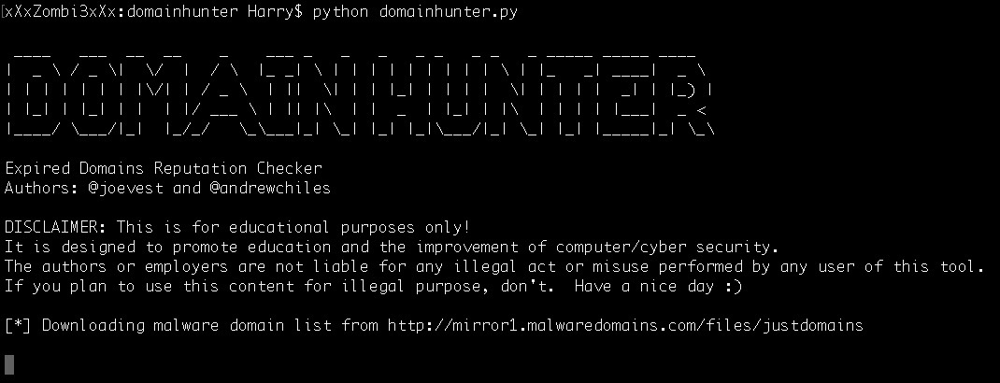 xXxZombi3xXx:domainhunter Harry$ python domainhunter.py
DOMAINHUNTER
Expired Domains Reputation Checker
Authors: @joevest and @andrewchiles
DISCLAIMER: This is for educational purposes only!
It is designed to promote education and the improvement of computer/cyber security.
The authors or employers are not liable for any illegal act or misuse performed by any user of this tool.
If you plan to use this content for illegal purpose, don't.  Have a nice day :)
[*] Downloading malware domain list from http://mirror1.malwaredomains.com/files/justdomains